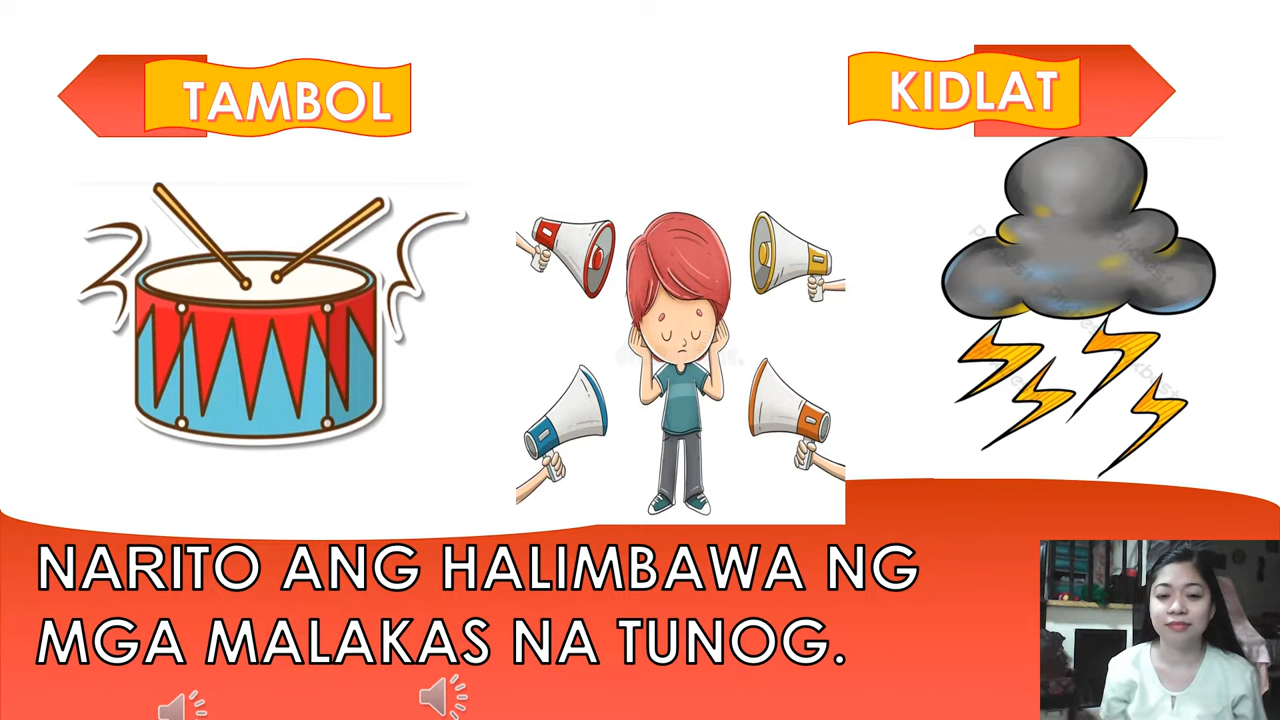 TAMBOL
KIDLAT
NARITO ANG HALIMBAWA NG
MGA MALAKAS NA TUNOG.